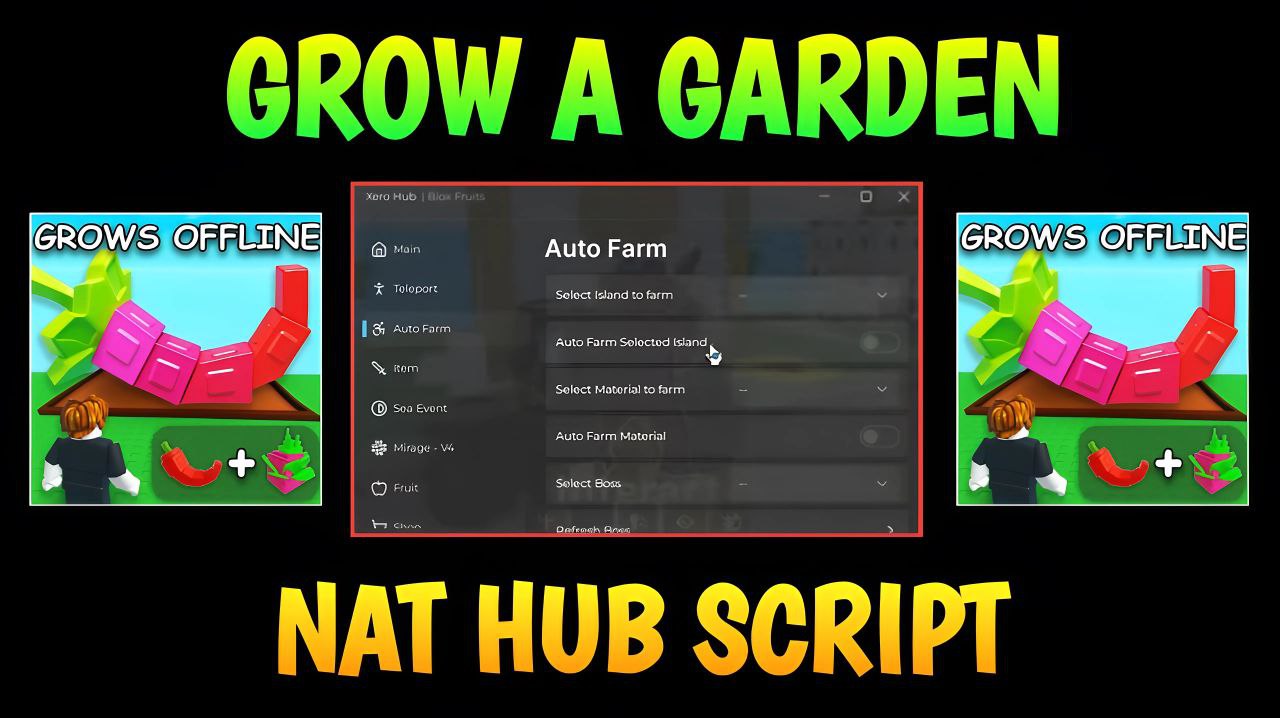 GROW A GARDEN
GROWS OFFLINE
Xero Hub | Blox Fruits
Main
Teleport
Auto Farm
Item
Sea Event
Mirage - V4
Fruit
Shop
Auto Farm
Select Island to farm
Auto Farm Selected Island
Select Material to farm
Auto Farm Material
Select Boss
Refresh Boss
GROWS OFFLINE
NAT HUB SCRIPT